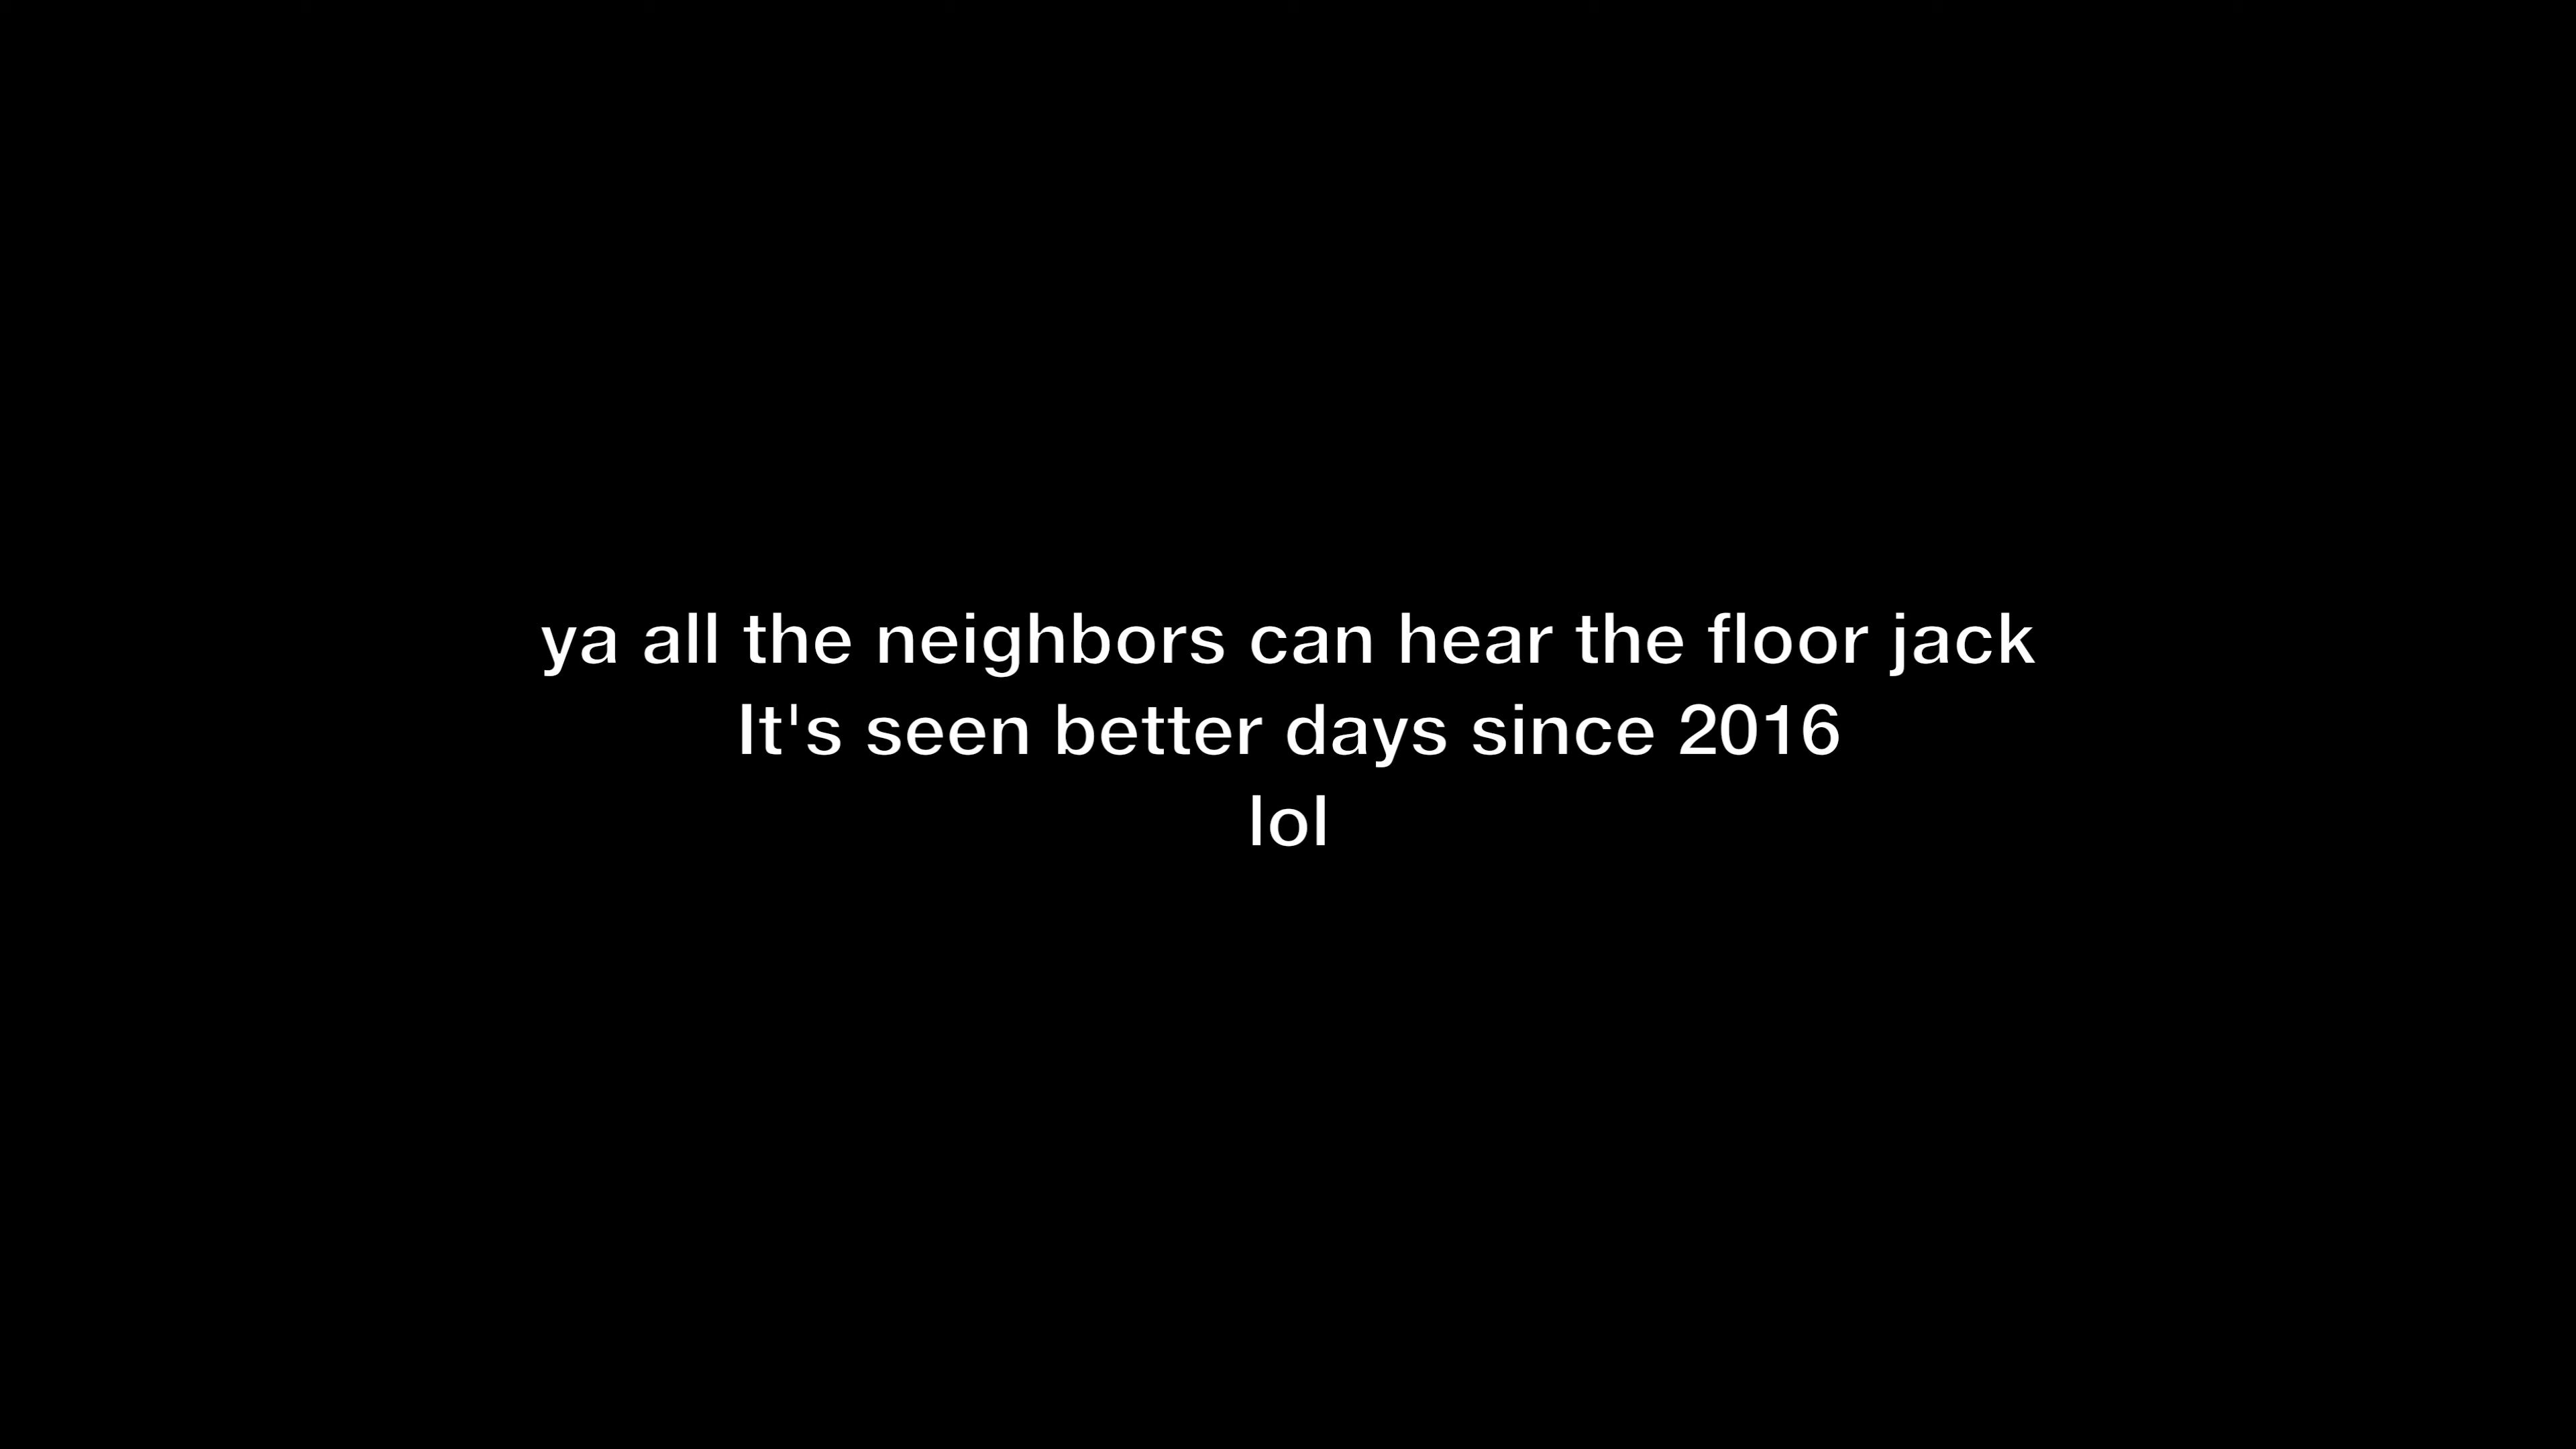 ya all the neighbors can hear the floor jack
It's seen better days since 2016
lol